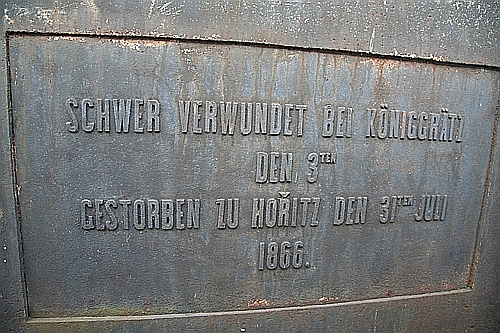 SCHWER VERWUNDET BEI KÖNIGGRÄTZ
DEN 3TEN
GESTORBEN ZU HOŘITZ DEN 31TEN JULI
1866.